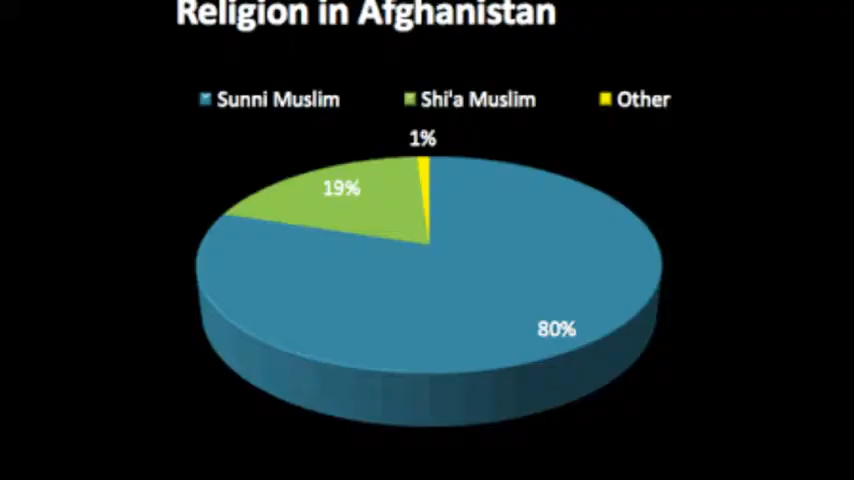 Religion in Afghanistan
Sunni Muslim Shi'a Muslim Other
1%
19%
80%